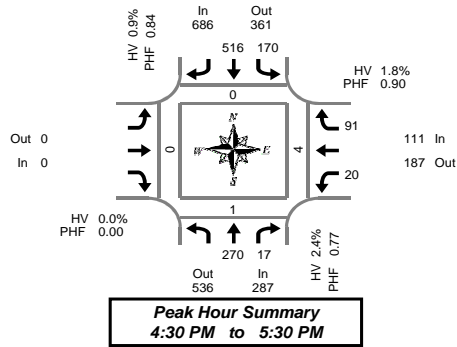 HV 0.9%
PHF 0.84
In
686
Out
361
516 170
HV 1.8%
PHF 0.90
0
N
W E
S
Out 0
In 0
0
4
91
20
111 In
187 Out
HV 0.0%
PHF 0.00
1
270 17
HV 2.4%
PHF 0.77
Out
536
In
287
Peak Hour Summary
4:30 PM to 5:30 PM